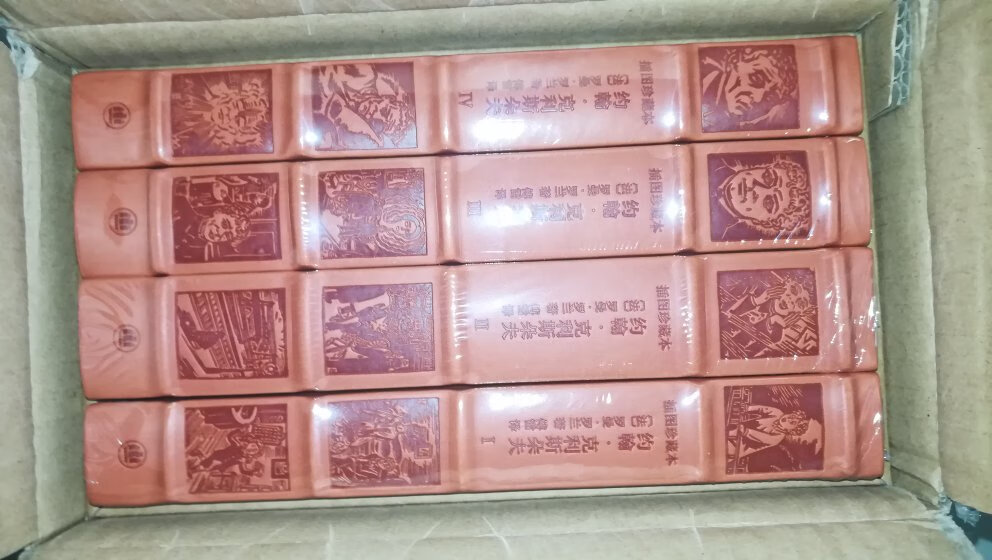 插图珍藏本
约翰·克利斯朵夫 IV
[法] 罗曼·罗兰 著 傅雷 译
插图珍藏本
约翰·克利斯 III
[法] 罗曼·罗兰 著 傅雷 译
插图珍藏本
约翰·克利斯朵夫 II
[法] 罗曼·罗兰 著 傅雷 译
插图珍藏本
约翰·克利斯朵夫 I
[法] 罗曼·罗兰 著 傅雷 译